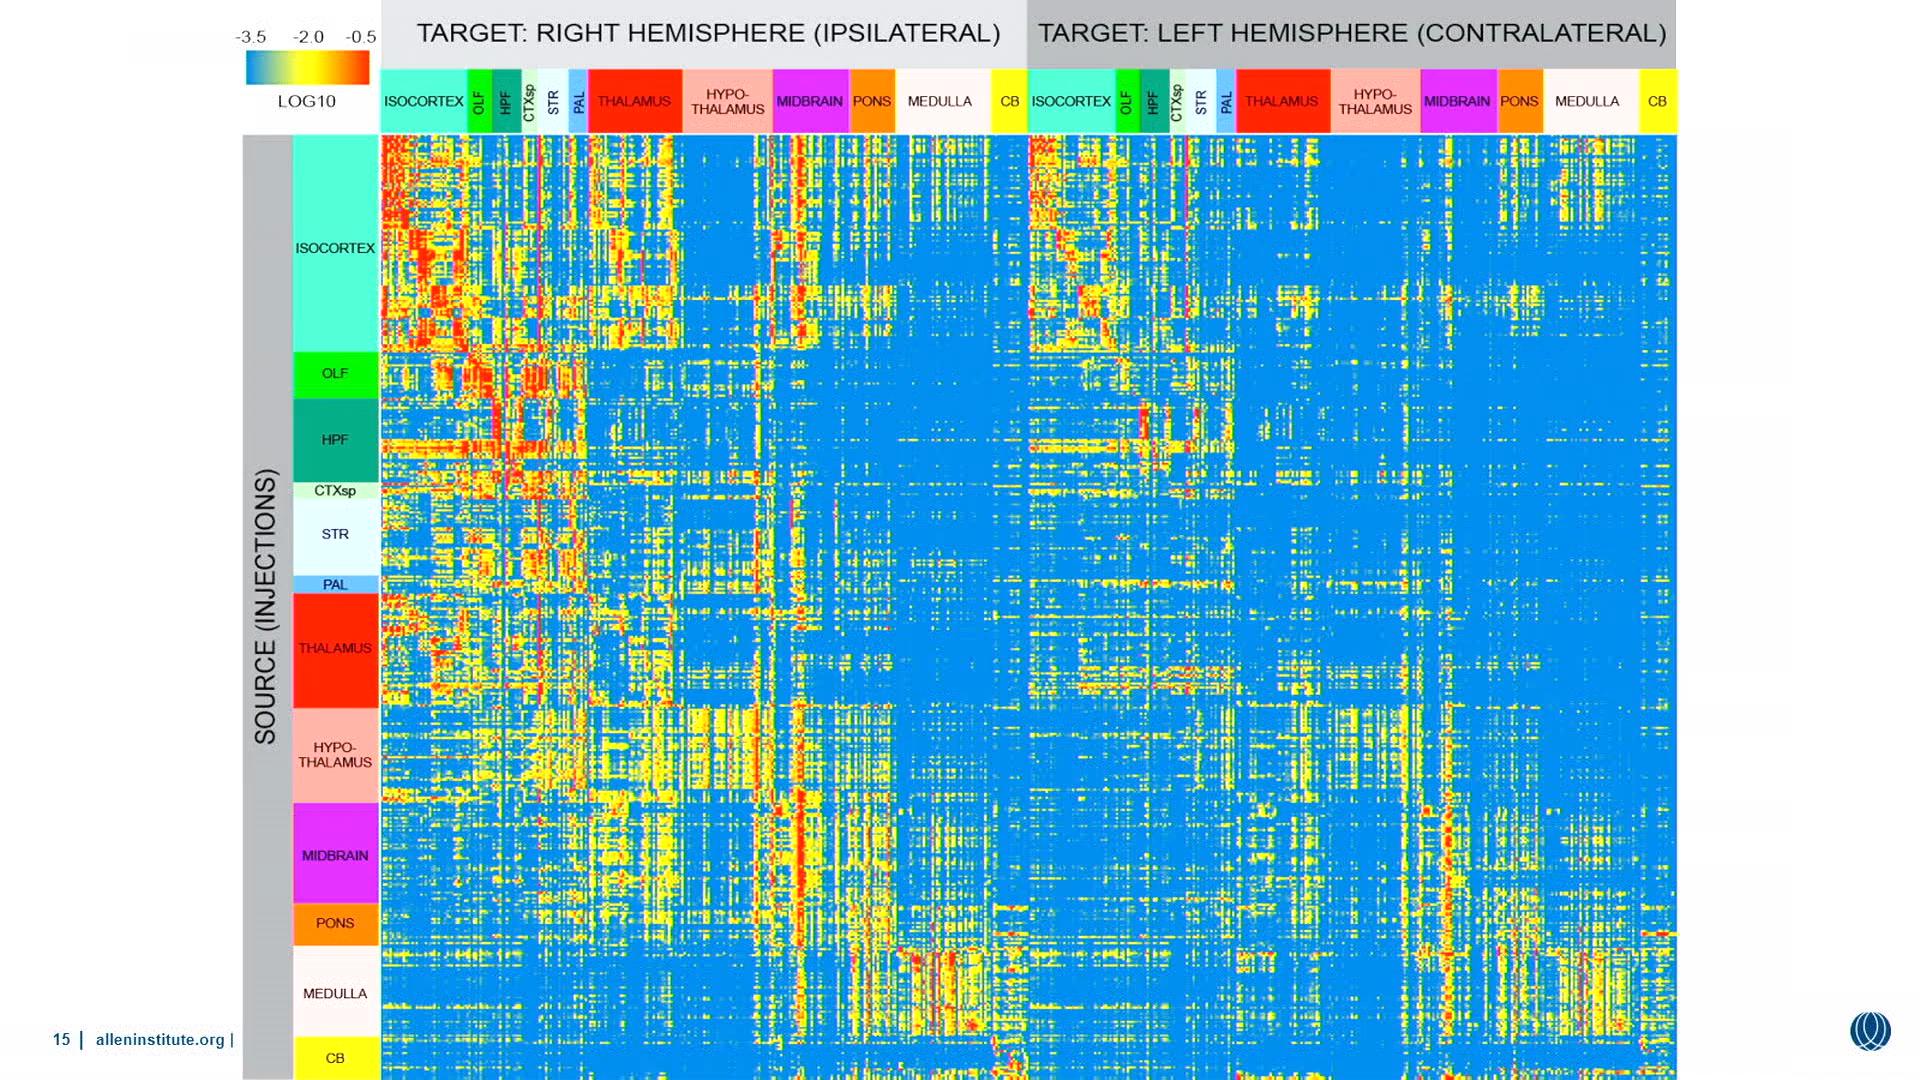 -3.5 -2.0 -0.5
LOG10
TARGET: RIGHT HEMISPHERE (IPSILATERAL)
TARGET: LEFT HEMISPHERE (CONTRALATERAL)
ISOCORTEX
OLF
HPF
CTXsp
STR
PAL
THALAMUS
HYPO-
THALAMUS
MIDBRAIN
PONS
MEDULLA
CB
ISOCORTEX
OLF
HPF
CTXsp
STR
PAL
THALAMUS
HYPO-
THALAMUS
MIDBRAIN
PONS
MEDULLA
CB
SOURCE (INJECTIONS)
ISOCORTEX
OLF
HPF
CTXsp
STR
PAL
THALAMUS
HYPO-
THALAMUS
MIDBRAIN
PONS
MEDULLA
CB
15 | alleninstitute.org |